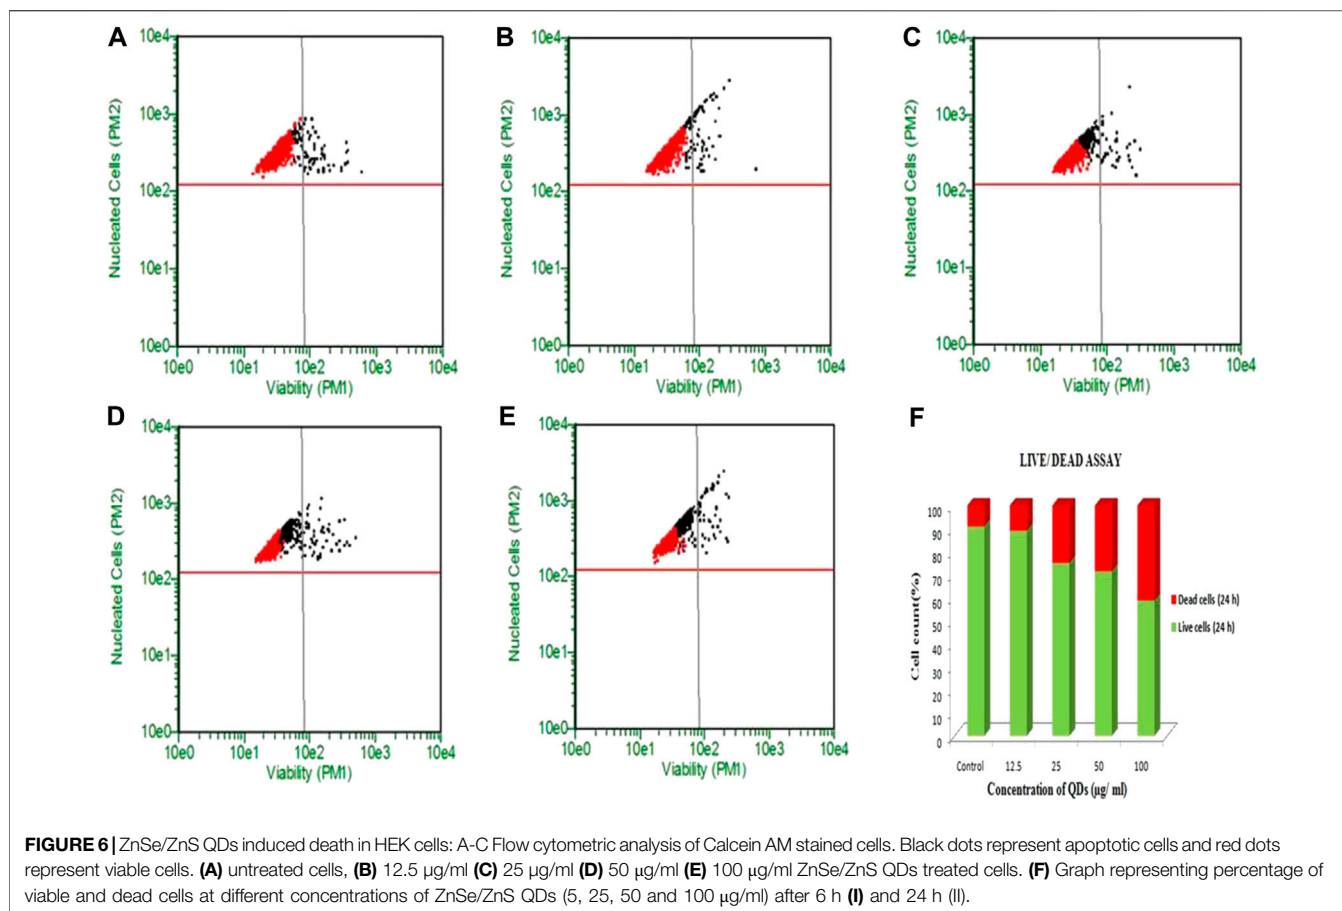 A
10e4
10e3
10e2
10e1
10e0
Nucleated Cells (PM2)
10e0 10e1 10e2 10e3 10e4
Viability (PM1)
B
10e4
10e3
10e2
10e1
10e0
Nucleated Cells (PM2)
10e0 10e1 10e2 10e3 10e4
Viability (PM1)
C
10e4
10e3
10e2
10e1
10e0
Nucleated Cells (PM2)
10e0 10e1 10e2 10e3 10e4
Viability (PM1)
D
10e4
10e3
10e2
10e1
10e0
Nucleated Cells (PM2)
10e0 10e1 10e2 10e3 10e4
Viability (PM1)
E
10e4
10e3
10e2
10e1
10e0
Nucleated Cells (PM2)
10e0 10e1 10e2 10e3 10e4
Viability (PM1)
F
LIVE/DEAD ASSAY
100
90
80
70
60
50
40
30
20
10
0
Cell count(%)
Dead cells (24 h)
Live cells (24 h)
Control 12.5 25 50 100
Concentration of QDs (µg/ ml)
FIGURE 6 | ZnSe/ZnS QDs induced death in HEK cells: A-C Flow cytometric analysis of Calcein AM stained cells. Black dots represent apoptotic cells and red dots
represent viable cells. (A) untreated cells, (B) 12.5 µg/ml (C) 25 µg/ml (D) 50 µg/ml (E) 100 µg/ml ZnSe/ZnS QDs treated cells. (F) Graph representing percentage of
viable and dead cells at different concentrations of ZnSe/ZnS QDs (5, 25, 50 and 100 µg/ml) after 6 h (I) and 24 h (II).